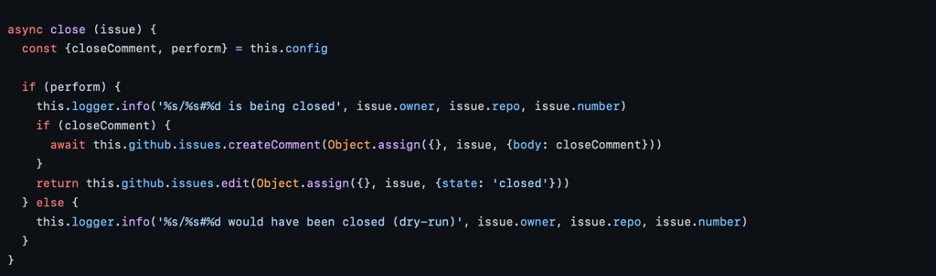 async close (issue) {
  const {closeComment, perform} = this.config

  if (perform) {
    this.logger.info('%s/%s#%d is being closed', issue.owner, issue.repo, issue.number)
    if (closeComment) {
      await this.github.issues.createComment(Object.assign({}, issue, {body: closeComment}))
    }
    return this.github.issues.edit(Object.assign({}, issue, {state: 'closed'}))
  } else {
    this.logger.info('%s/%s#%d would have been closed (dry-run)', issue.owner, issue.repo, issue.number)
  }
}